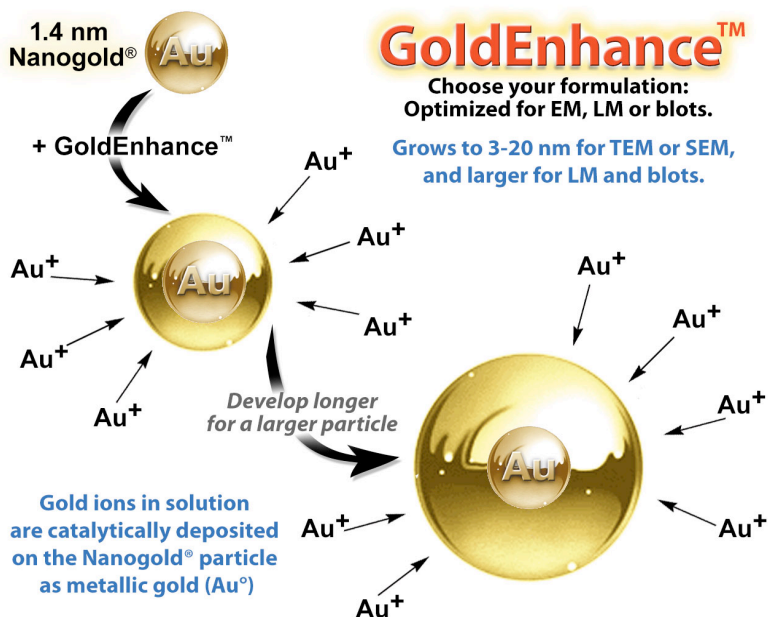 1.4 nm
Nanogold®
Au
GoldEnhance™
Choose your formulation:
Optimized for EM, LM or blots.
+ GoldEnhance™
Grows to 3-20 nm for TEM or SEM,
and larger for LM and blots.
Au+
Au+
Au+
Au+
Au+
Au+
Au
Develop longer
for a larger particle
Au+
Au+
Au+
Au+
Au+
Au+
Au
Gold ions in solution
are catalytically deposited
on the Nanogold® particle
as metallic gold (Au°)